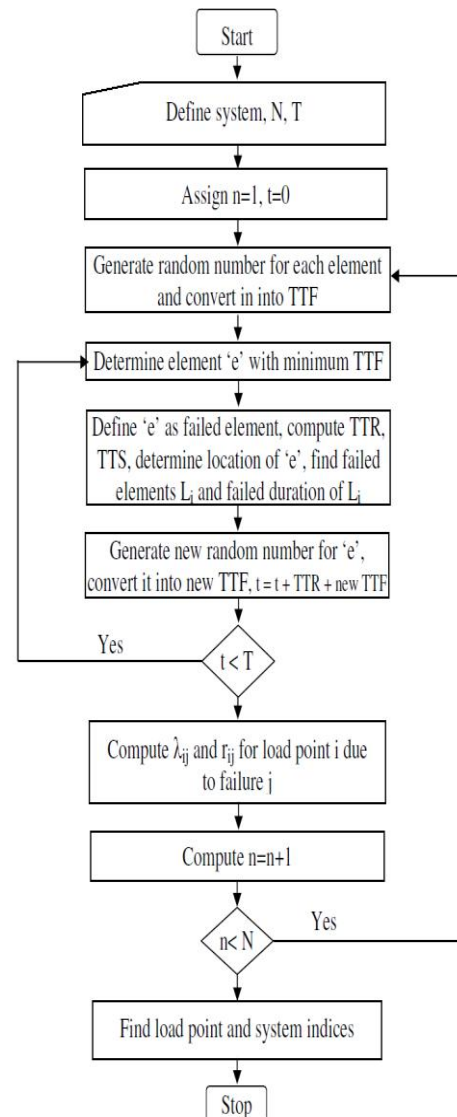 Start
Define system, N, T
Assign n=1, t=0
Generate random number for each element
and convert in into TTF
Determine element ‘e’ with minimum TTF
Define ‘e’ as failed element, compute TTR,
TTS, determine location of ‘e’, find failed
elements Li and failed duration of Li
Generate new random number for ‘e’,
convert it into new TTF, t = t + TTR + new TTF
Yes
t < T
Compute λij and rij for load point i due
to failure j
Compute n=n+1
n< N
Yes
Find load point and system indices
Stop